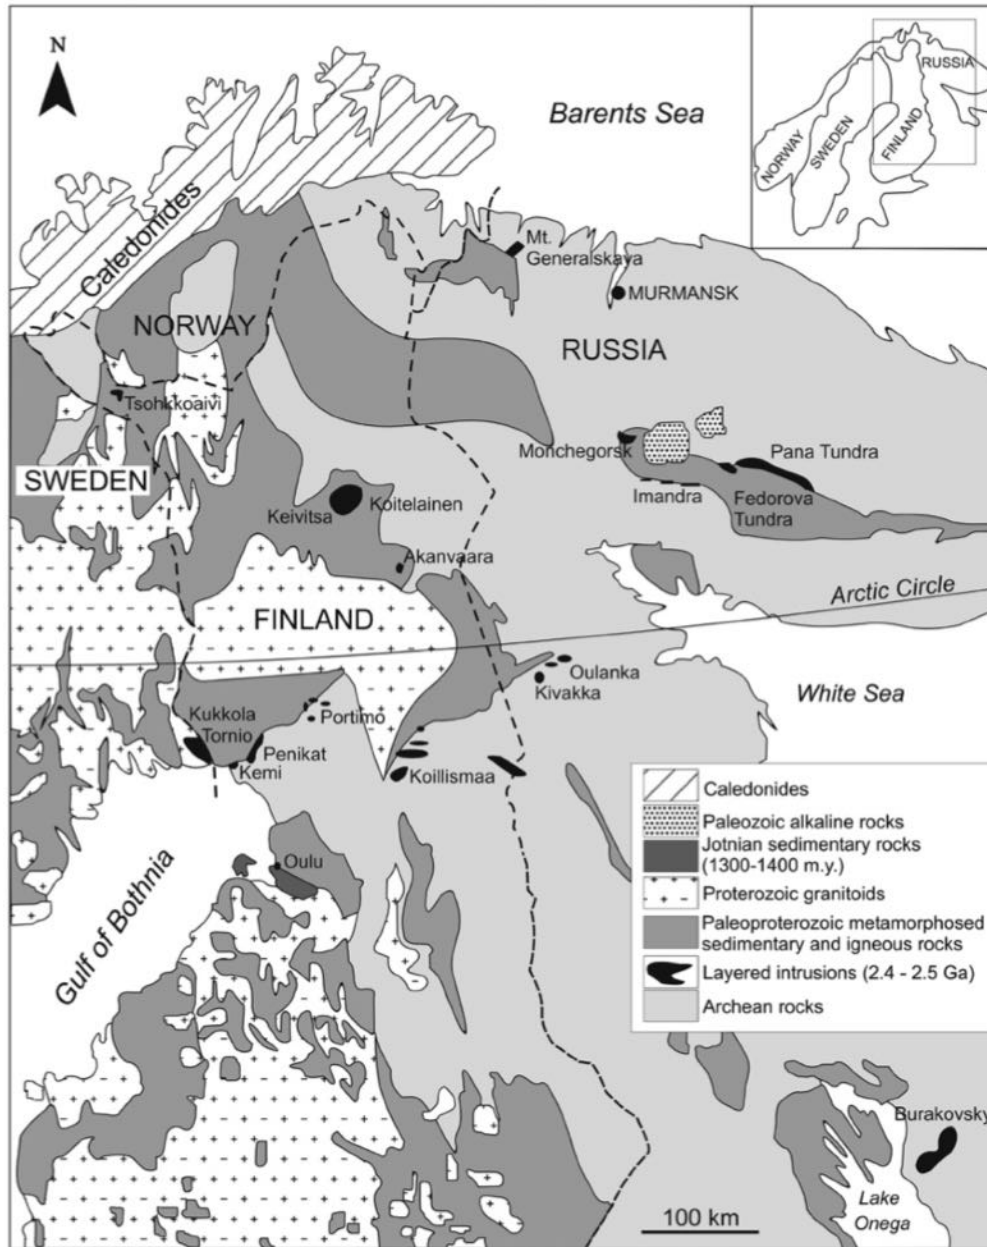 N
Barents Sea
RUSSIA
NORWAY
SWEDEN
FINLAND
Caledonides
Mt.
Generalskaya
MURMANSK
NORWAY
RUSSIA
Tsohkkoaivi
Monchegorsk
Pana Tundra
SWEDEN
Imandra
Fedorova
Tundra
Keivitsa
Koitelainen
Akanvaara
Arctic Circle
FINLAND
Oulanka
Kivakka
White Sea
Kukkola
Tornio
Portimo
Penikat
Kemi
Koillismaa
Caledonides
Paleozoic alkaline rocks
Jotnian sedimentary rocks
(1300-1400 m.y.)
Proterozoic granitoids
Paleoproterozoic metamorphosed
sedimentary and igneous rocks
Layered intrusions (2.4 - 2.5 Ga)
Archean rocks
Oulu
Gulf of Bothnia
Burakovsky
Lake
Onega
100 km